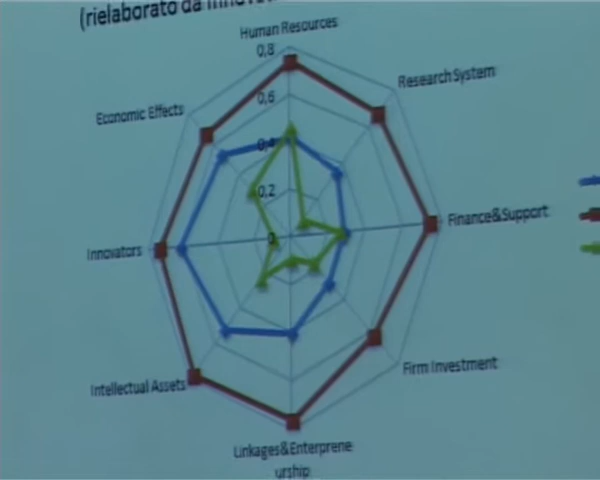 (rielaborato da
Human Resources
0,8
Research System
0,6
Economic Effects
0,4
0,2
Finance&Support
0
Innovators
Firm Investment
Intellectual Assets
Linkages&Enterprene
urship